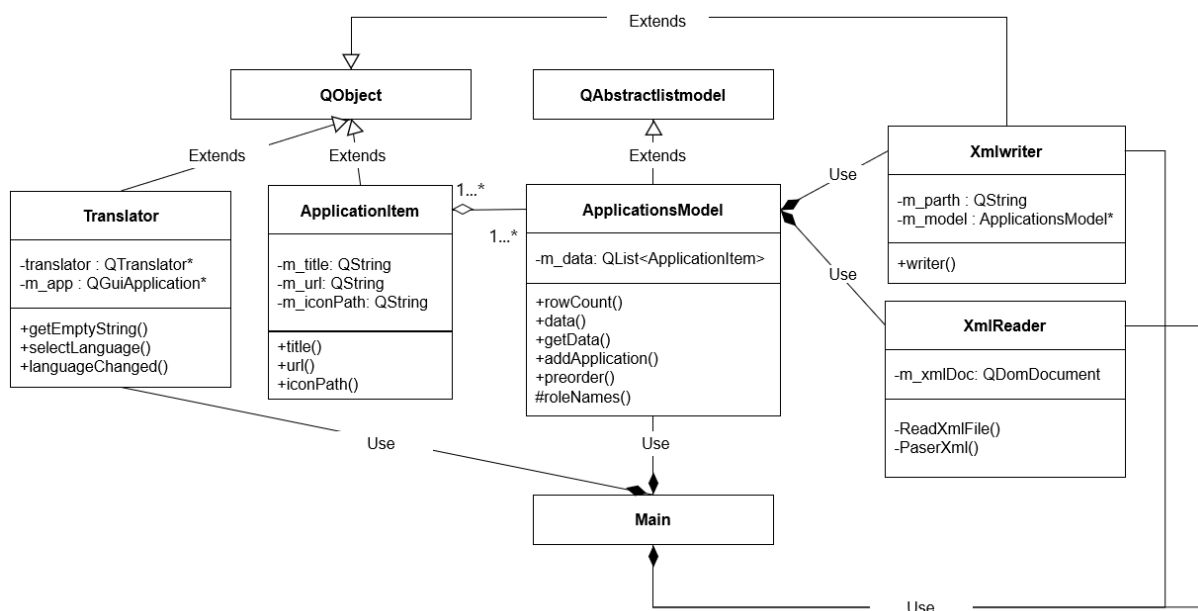 Extends
QObject
QAbstractlistmodel
Extends
Extends
Extends
Xmlwriter
-m_parth : QString
-m_model : ApplicationsModel*
+writer()
Use
Translator
-translator : QTranslator*
-m_app : QGuiApplication*
+getEmptyString()
+selectLanguage()
+languageChanged()
ApplicationItem
-m_title: QString
-m_url: QString
-m_iconPath: QString
+title()
+url()
+iconPath()
1...*
1...*
ApplicationsModel
-m_data: QList<ApplicationItem>
+rowCount()
+data()
+getData()
+addApplication()
+preorder()
#roleNames()
Use
XmlReader
-m_xmlDoc: QDomDocument
-ReadXmlFile()
-PaserXml()
Use
Use
Main
Use